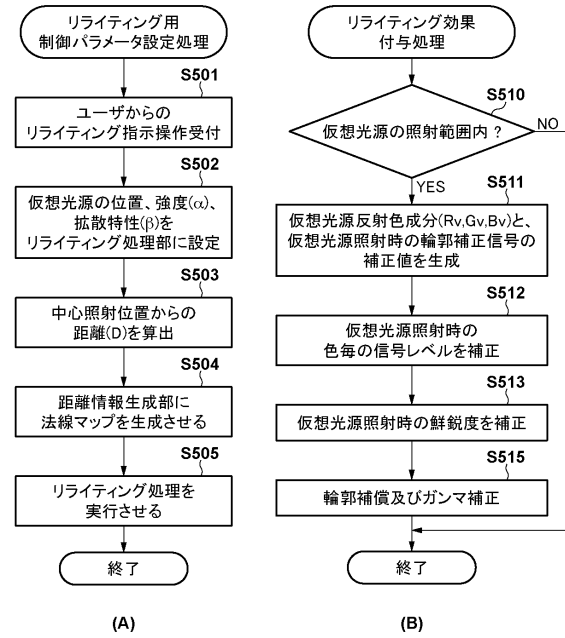 リライティング用
制御パラメータ設定処理
S501
ユーザからの
リライティング指示操作受付
S502
仮想光源の位置、強度(α)、
拡散特性(β)を
リライティング処理部に設定
S503
中心照射位置からの
距離(D)を算出
S504
距離情報生成部に
法線マップを生成させる
S505
リライティング処理を
実行させる
終了
(A)
リライティング効果
付与処理
S510
仮想光源の照射範囲内?
NO
YES
S511
仮想光源反射色成分(Rv,Gv,Bv)と、
仮想光源照射時の輪郭補正信号の
補正値を生成
S512
仮想光源照射時の
色毎の信号レベルを補正
S513
仮想光源照射時の鮮鋭度を補正
S515
輪郭補償及びガンマ補正
終了
(B)